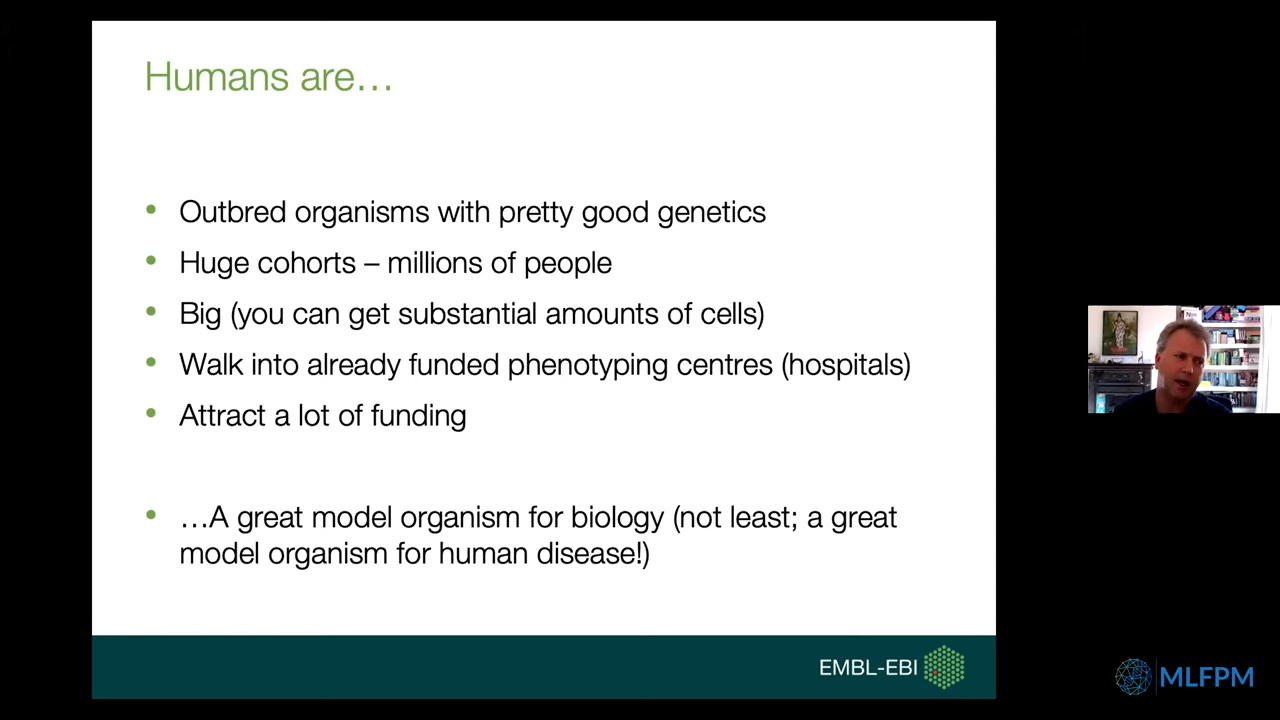 Humans are…
• Outbred organisms with pretty good genetics
• Huge cohorts – millions of people
• Big (you can get substantial amounts of cells)
• Walk into already funded phenotyping centres (hospitals)
• Attract a lot of funding
• …A great model organism for biology (not least; a great
model organism for human disease!)
EMBL-EBI
MLFPM